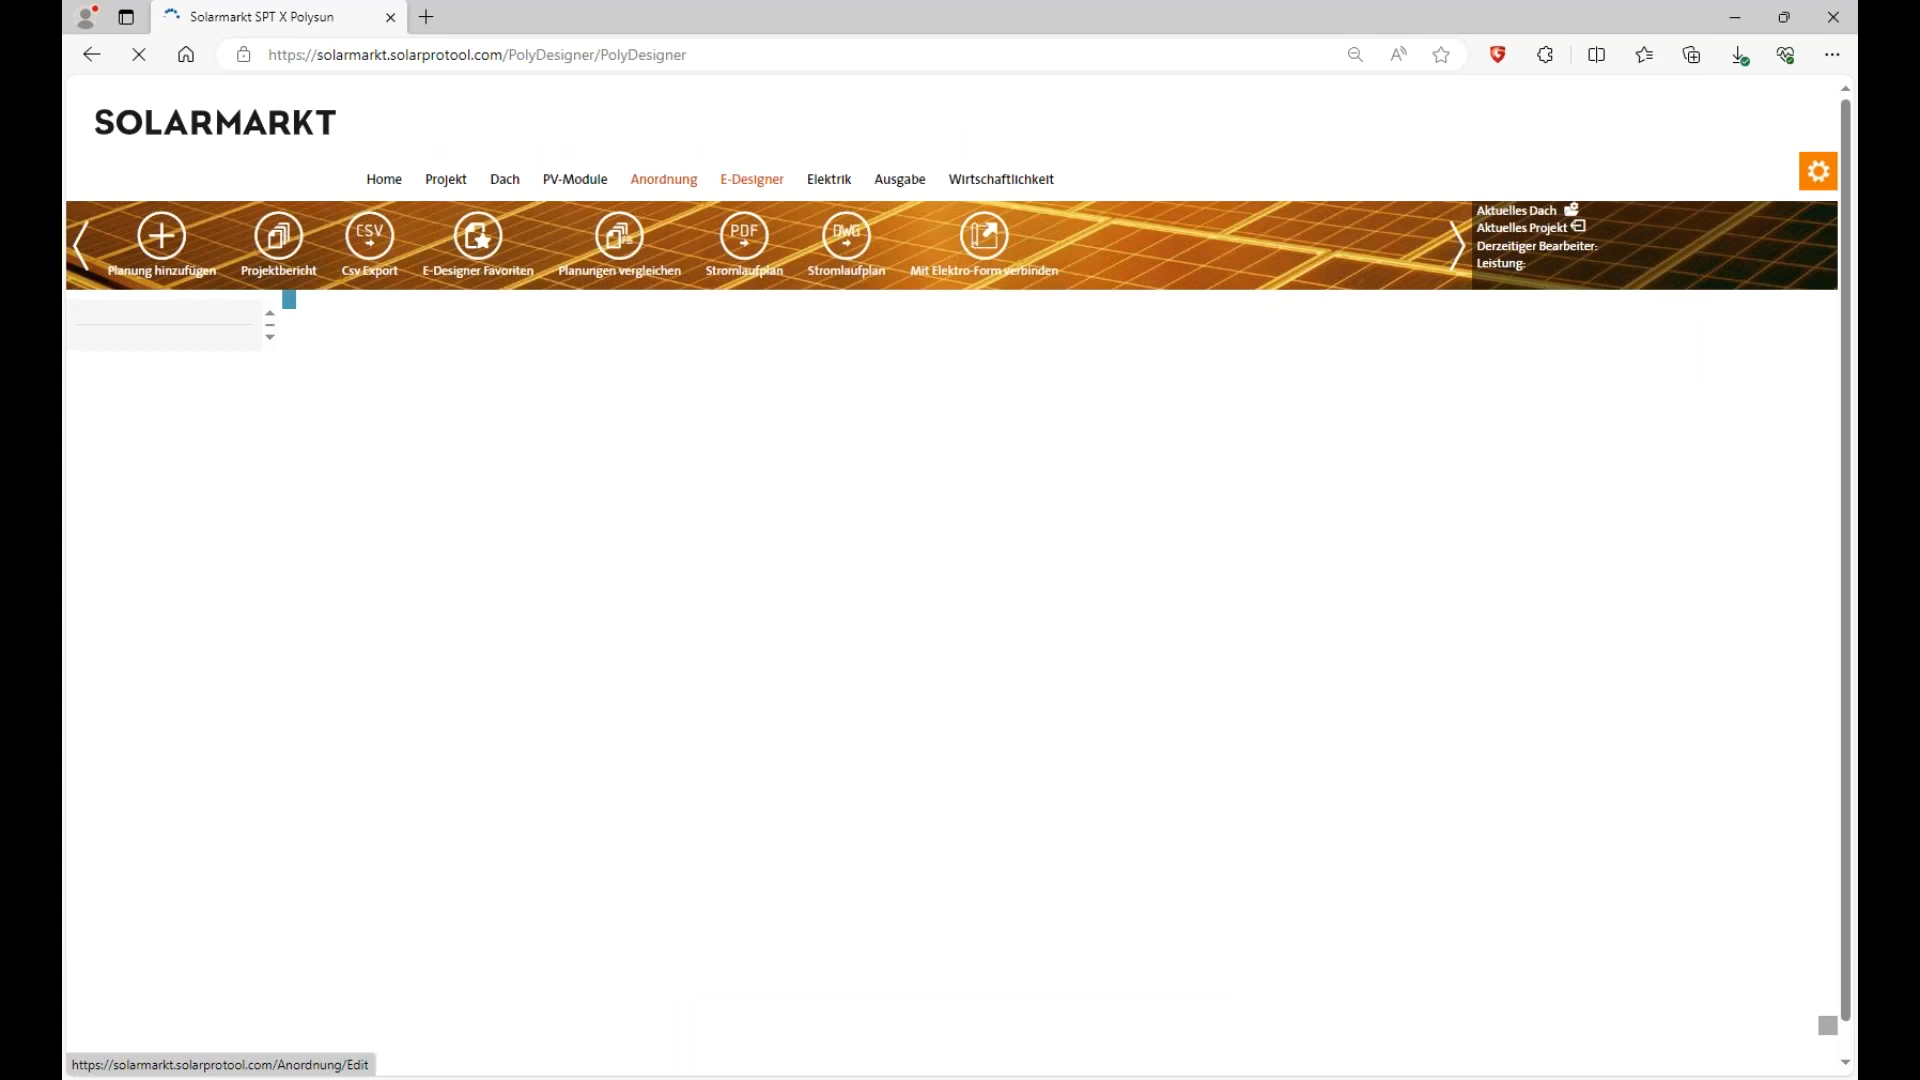 Solarmarkt SPT X Polysun
https://solarmarkt.solarprotool.com/PolyDesigner/PolyDesigner
SOLARMARKT
Home Projekt Dach PV-Module Anordnung E-Designer Elektrik Ausgabe Wirtschaftlichkeit
CSV PDF DWG
Planung hinzufügen Projektbericht Csv Export E-Designer Favoriten Planungen vergleichen Stromlaufplan Stromlaufplan Mit Elektro-Form verbinden
Aktuelles Dach
Aktuelles Projekt
Derzeitiger Bearbeiter:
Leistung:
https://solarmarkt.solarprotool.com/Anordnung/Edit